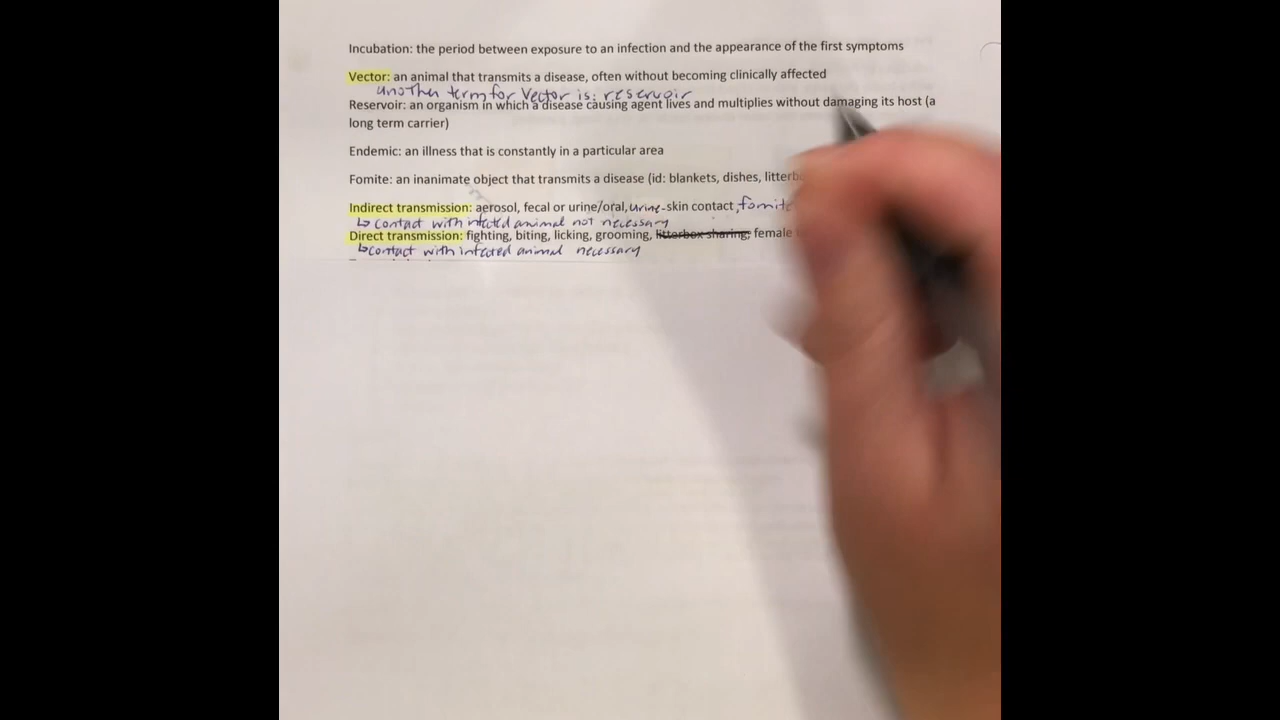 Incubation: the period between exposure to an infection and the appearance of the first symptoms
Vector: an animal that transmits a disease, often without becoming clinically affected
another term for Vector is: reservoir
Reservoir: an organism in which a disease causing agent lives and multiplies without damaging its host (a
long term carrier)
Endemic: an illness that is constantly in a particular area
Fomite: an inanimate object that transmits a disease (id: blankets, dishes,
Indirect transmission: aerosol, fecal or urine/oral, urine-skin contact, fomite
↳ contact with infected animal not necessary
Direct transmission: fighting, biting, licking, grooming, litterbox sharing, female
↳ contact with infected animal necessary